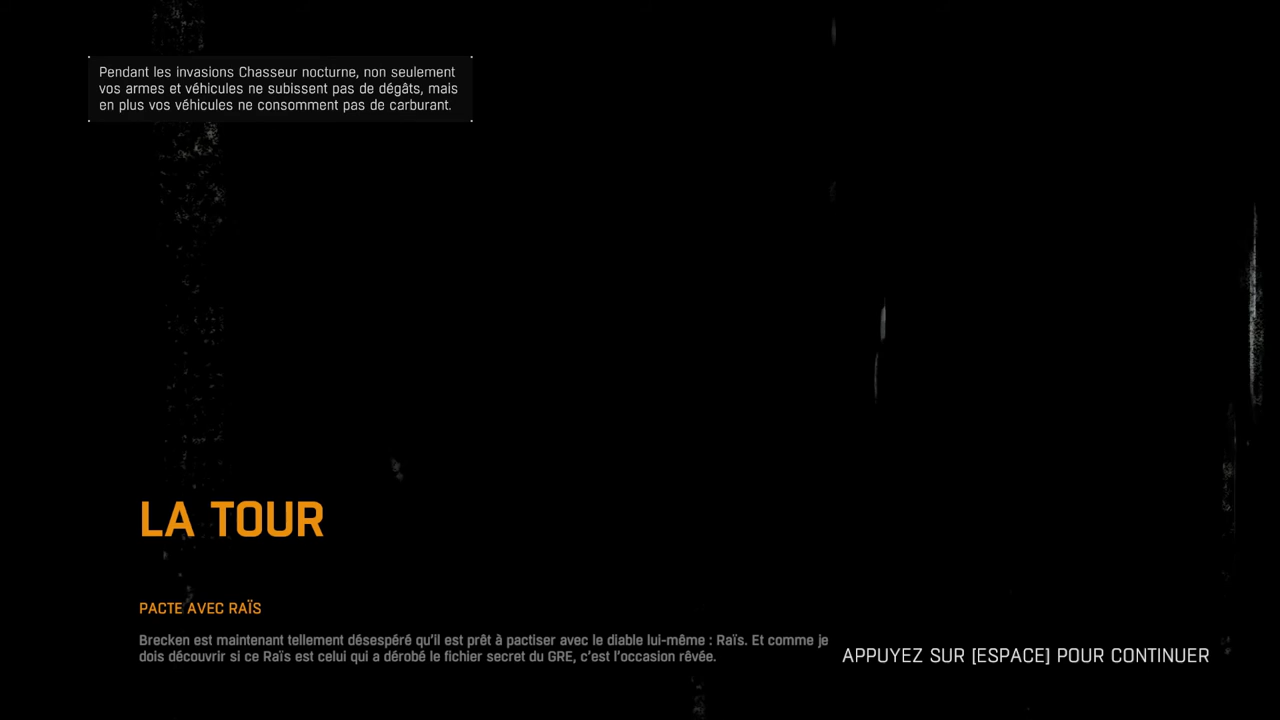 Pendant les invasions Chasseur nocturne, non seulement
vos armes et véhicules ne subissent pas de dégâts, mais
en plus vos véhicules ne consomment pas de carburant.
LA TOUR
PACTE AVEC RAÏS
Brecken est maintenant tellement désespéré qu'il est prêt à pactiser avec le diable lui-même : Raïs. Et comme je
dois découvrir si ce Raïs est celui qui a dérobé le fichier secret du GRE, c'est l'occasion rêvée.
APPUYEZ SUR [ESPACE] POUR CONTINUER